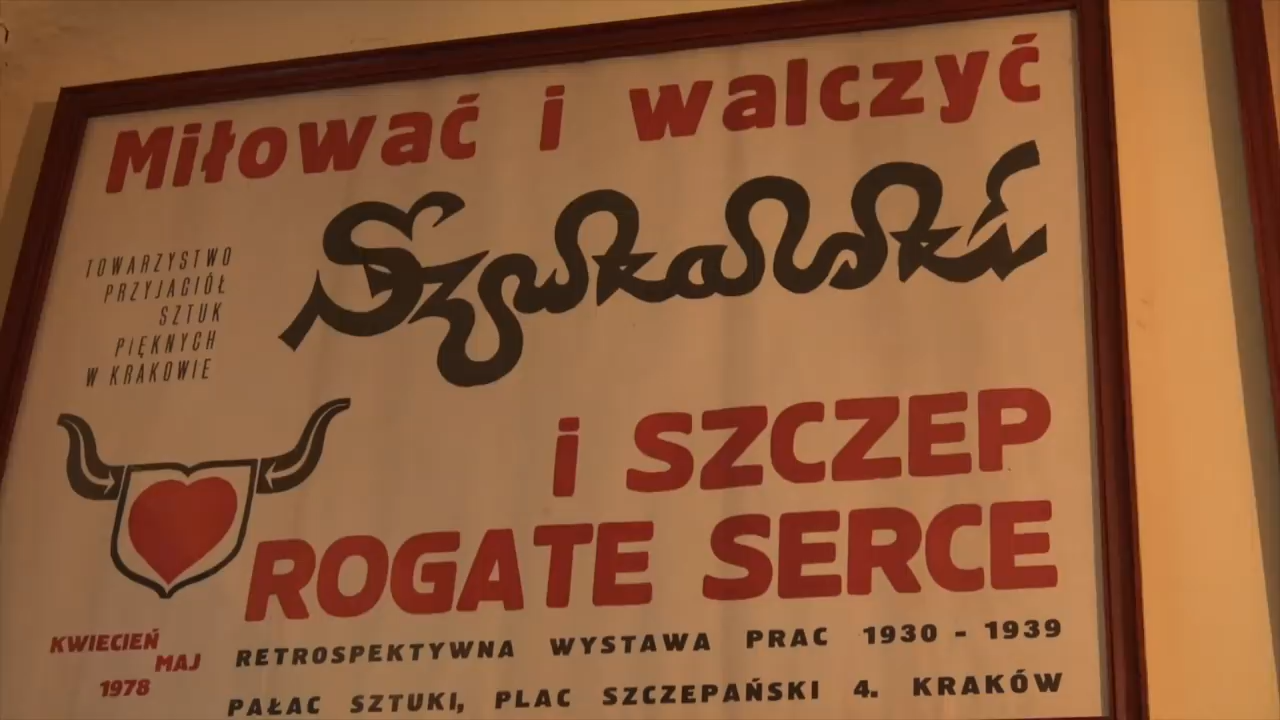 Miłować i walczyć
Szukalski
TOWARZYSTWO
PRZYJACIÓŁ
SZTUK
PIĘKNYCH
W KRAKOWIE
i SZCZEP
ROGATE SERCE
KWIECIEŃ
MAJ
1978
RETROSPEKTYWNA WYSTAWA PRAC 1930 - 1939
PAŁAC SZTUKI, PLAC SZCZEPAŃSKI 4. KRAKÓW